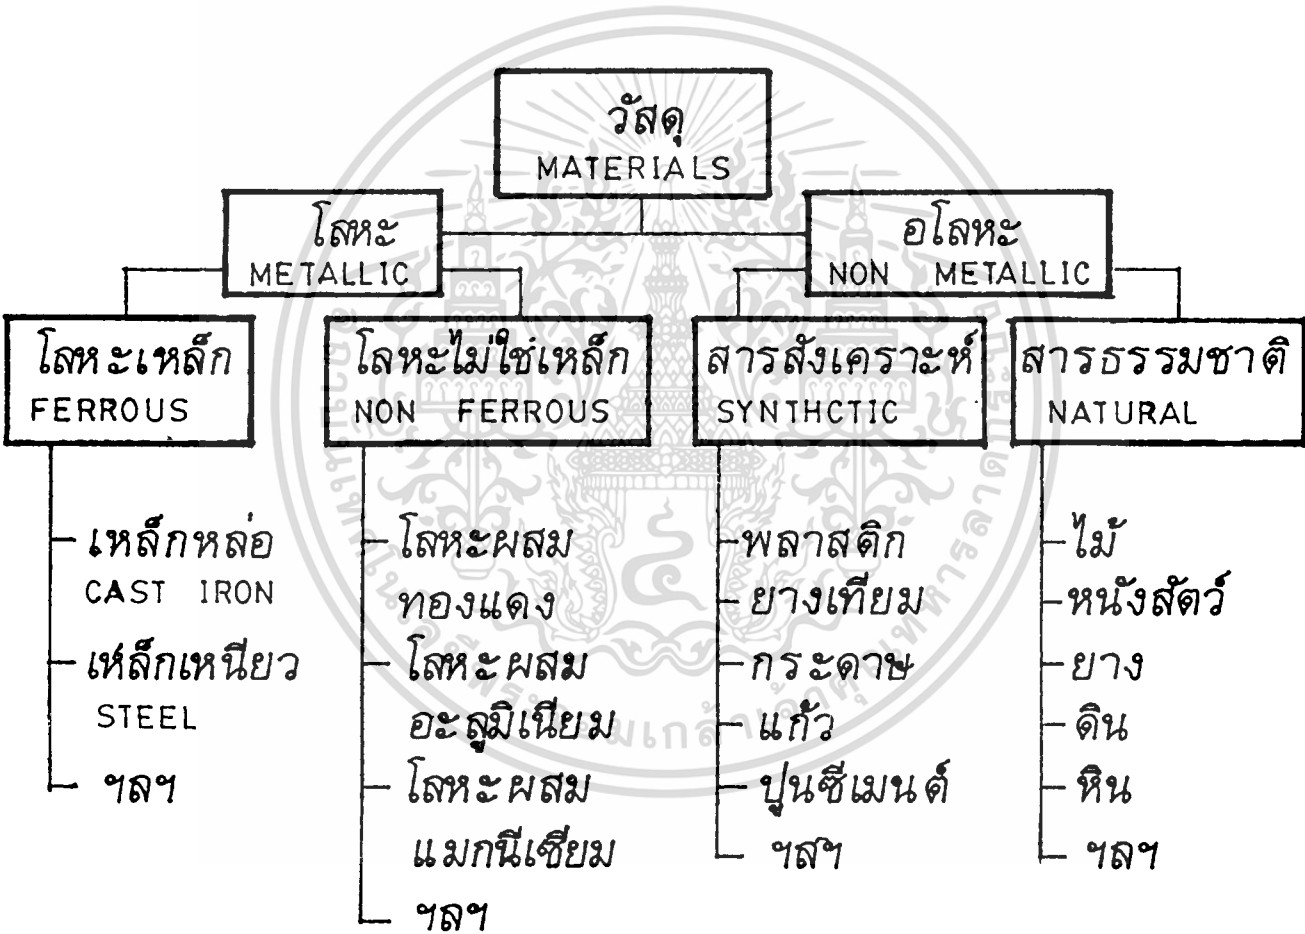 วัสดุ
MATERIALS
โลหะ
METALLIC
อโลหะ
NON METALLIC
โลหะเหล็ก
FERROUS
โลหะไม่ใช่เหล็ก
NON FERROUS
สารสังเคราะห์
SYNTHCTIC
สารธรรมชาติ
NATURAL
เหล็กหล่อ
CAST IRON
เหล็กเหนียว
STEEL
ฯลฯ
โลหะผสม
ทองแดง
โลหะผสม
อะลูมิเนียม
โลหะผสม
แมกนีเซียม
ฯลฯ
พลาสติก
ยางเทียม
กระดาษ
แก้ว
ปูนซีเมนต์
ฯสฯ
ไม้
หนังสัตว์
ยาง
ดิน
หิน
ฯลฯ